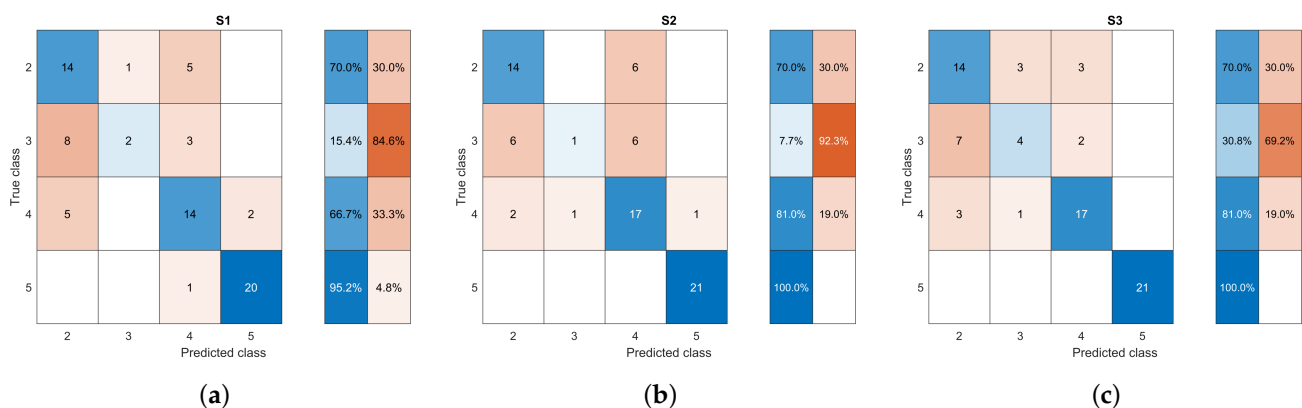 S1
2 14 1 5 70.0% 30.0%
3 8 2 3 15.4% 84.6%
4 5 14 2 66.7% 33.3%
5 1 20 95.2% 4.8%
2 3 4 5
True class
Predicted class
(a)
S2
14 6 70.0% 30.0%
2
3 6 1 6 7.7% 92.3%
4 2 1 17 1 81.0% 19.0%
5 21 100.0%
2 3 4 5
True class
Predicted class
(b)
S3
2 14 3 3 70.0% 30.0%
3 7 4 2 30.8% 69.2%
4 3 1 17 81.0% 19.0%
5 21 100.0%
2 3 4 5
True class
Predicted class
(c)